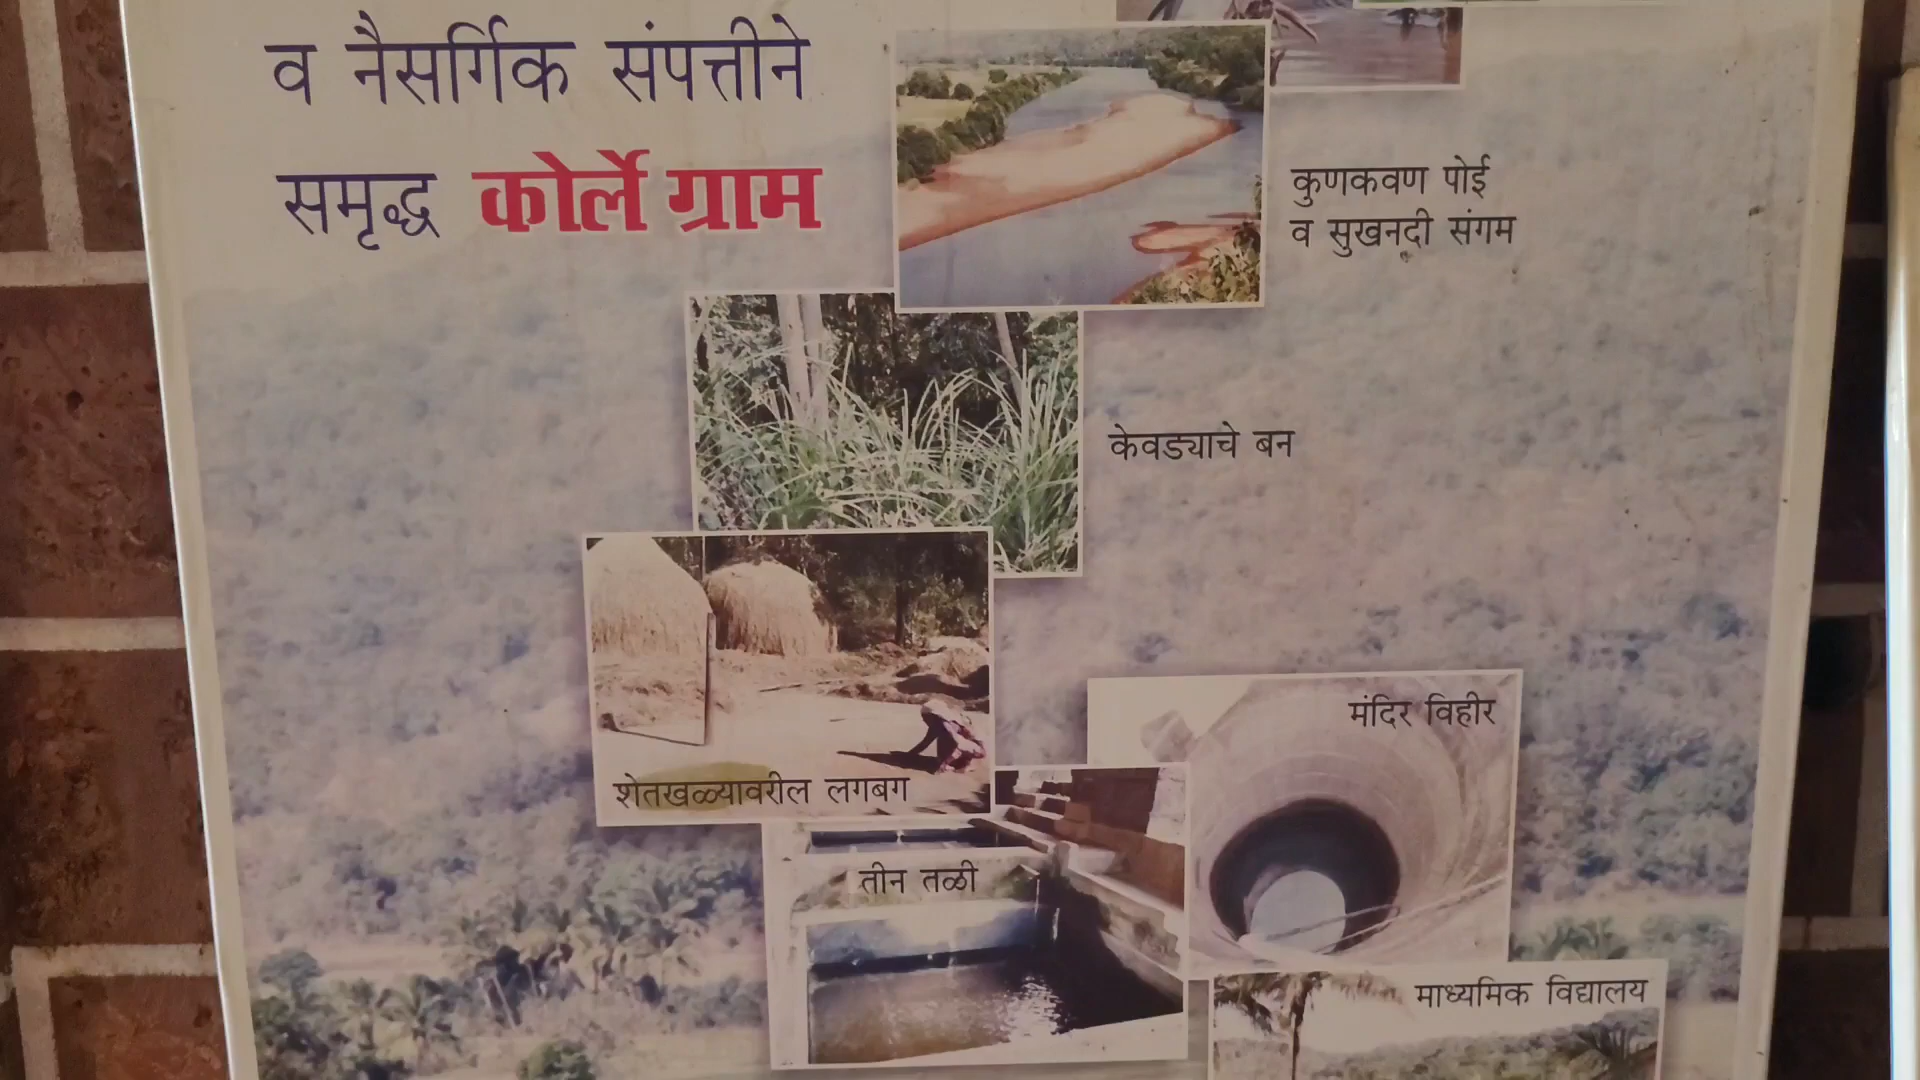 व नैसर्गिक संपत्तीने
समृद्ध कोर्ले ग्राम
कुणकवण पोई
व सुखनदी संगम
केवड्याचे बन
मंदिर विहीर
शेतखळ्यावरील लगबग
तीन तळी
माध्यमिक विद्यालय